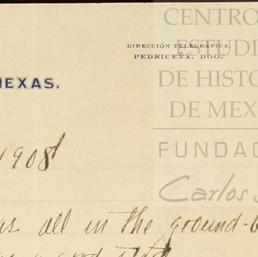 CENTRO
ESTUDI
DIRECCIÓN TELEGRÁFICA,
PEDRICEÑA, DGO.
DE HISTO
MEXAS.
DE MEX
1908
FUNDAC
Carlos S
as all in the ground-
a good